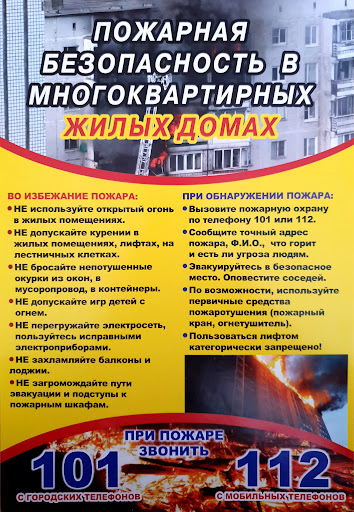 ПОЖАРНАЯ
БЕЗОПАСНОСТЬ В
МНОГОКВАРТИРНЫХ
ЖИЛЫХ ДОМАХ
ВО ИЗБЕЖАНИЕ ПОЖАРА:
•НЕ используйте открытый огонь
в жилых помещениях.
•НЕ допускайте курении в
жилых помещениях, лифтах, на
лестничных клетках.
•НЕ бросайте непотушенные
окурки из окон, в
мусоропровод, в контейнеры.
•НЕ допускайте игр детей с
огнем.
•НЕ перегружайте электросеть,
пользуйтесь исправными
электроприборами.
•НЕ захламляйте балконы и
лоджии.
•НЕ загромождайте пути
эвакуации и подступы к
пожарным шкафам.
ПРИ ОБНАРУЖЕНИИ ПОЖАРА:
•Вызовите пожарную охрану
по телефону 101 или 112.
•Сообщите точный адрес
пожара, Ф.И.О., что горит
и есть ли угроза людям.
•Эвакуируйтесь в безопасное
место. Оповестите соседей.
•По возможности, используйте
первичные средства
пожаротушения (пожарный
кран, огнетушитель).
•Пользоваться лифтом
категорически запрещено!
ПРИ ПОЖАРЕ
ЗВОНИТЬ
101
С ГОРОДСКИХ ТЕЛЕФОНОВ
112
С МОБИЛЬНЫХ ТЕЛЕФОНОВ